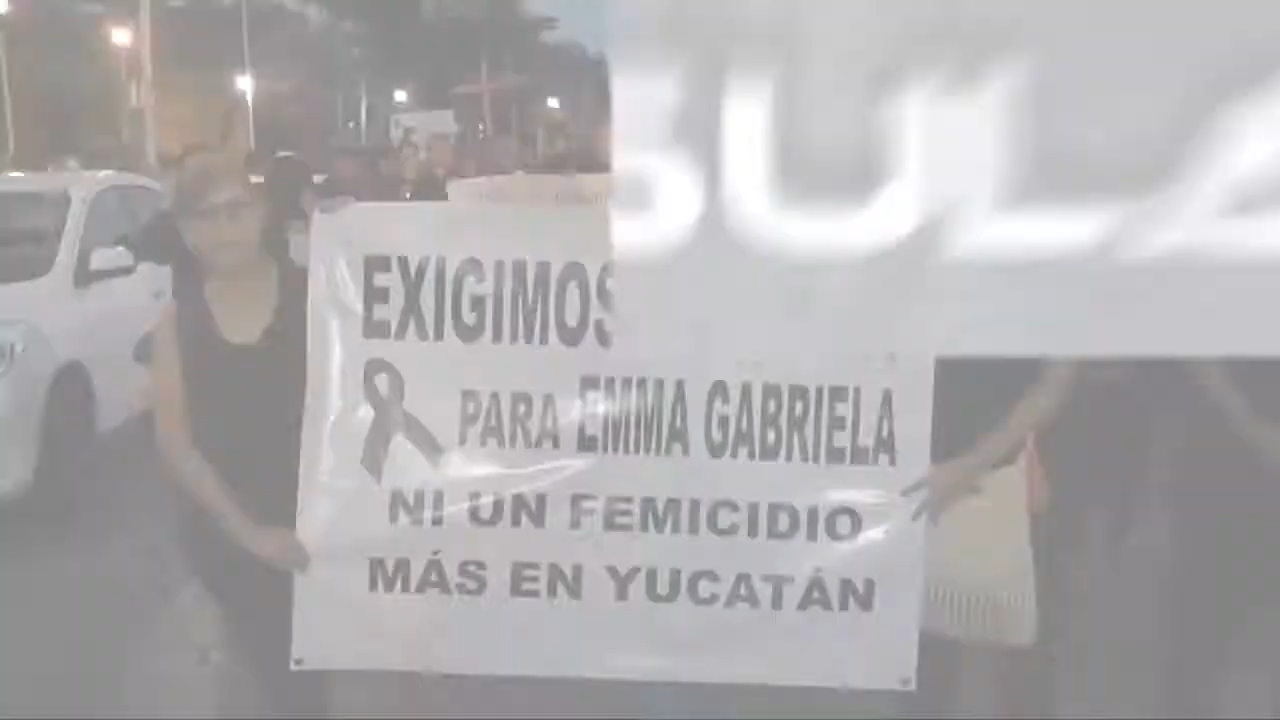 EXIGIMOS
PARA EMMA GABRIELA
NI UN FEMICIDIO
MÁS EN YUCATÁN